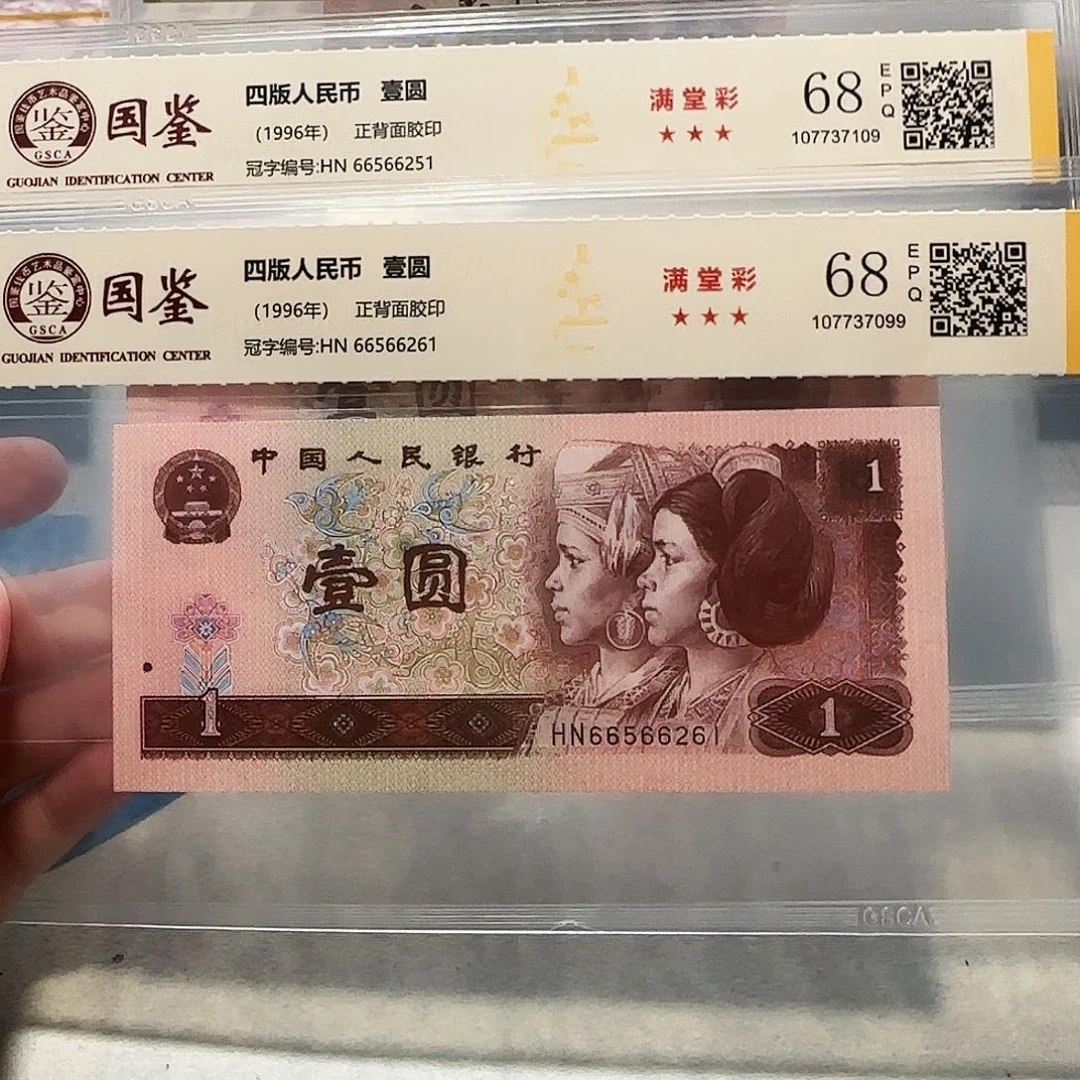 国鉴
GSCA
GUOJIAN IDENTIFICATION CENTER
四版人民币 壹圆
(1996年) 正背面胶印
冠字编号:HN 66566251
满堂彩
★★★
68
EPQ
107737109
国鉴
GSCA
GUOJIAN IDENTIFICATION CENTER
四版人民币 壹圆
(1996年) 正背面胶印
冠字编号:HN 66566261
满堂彩
★★★
68
EPQ
107737099
中国人民银行
1
壹圆
1
HN66566261
1
GSCA